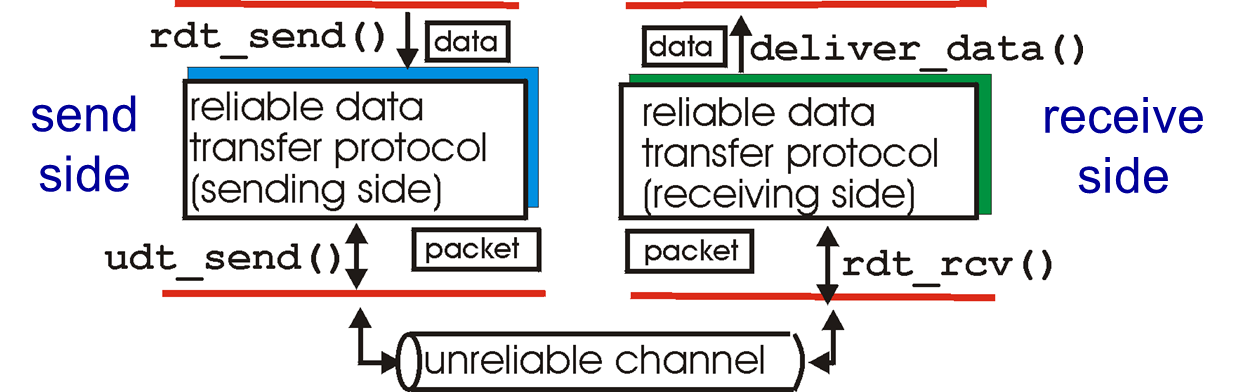 rdt_send()
data
data
deliver_data()
send
side
reliable data
transfer protocol
(sending side)
reliable data
transfer protocol
(receiving side)
receive
side
udt_send()
packet
packet
rdt_rcv()
unreliable channel